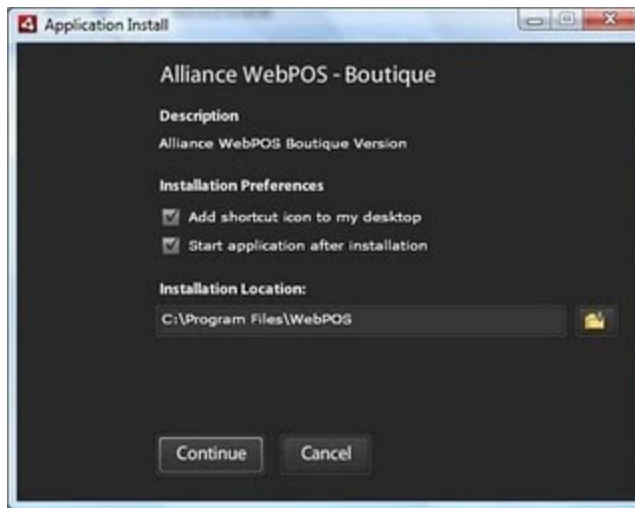 Application Install
Alliance WebPOS - Boutique
Description
Alliance WebPOS Boutique Version
Installation Preferences
Add shortcut icon to my desktop
Start application after installation
Installation Location:
C:\Program Files\WebPOS
Continue Cancel